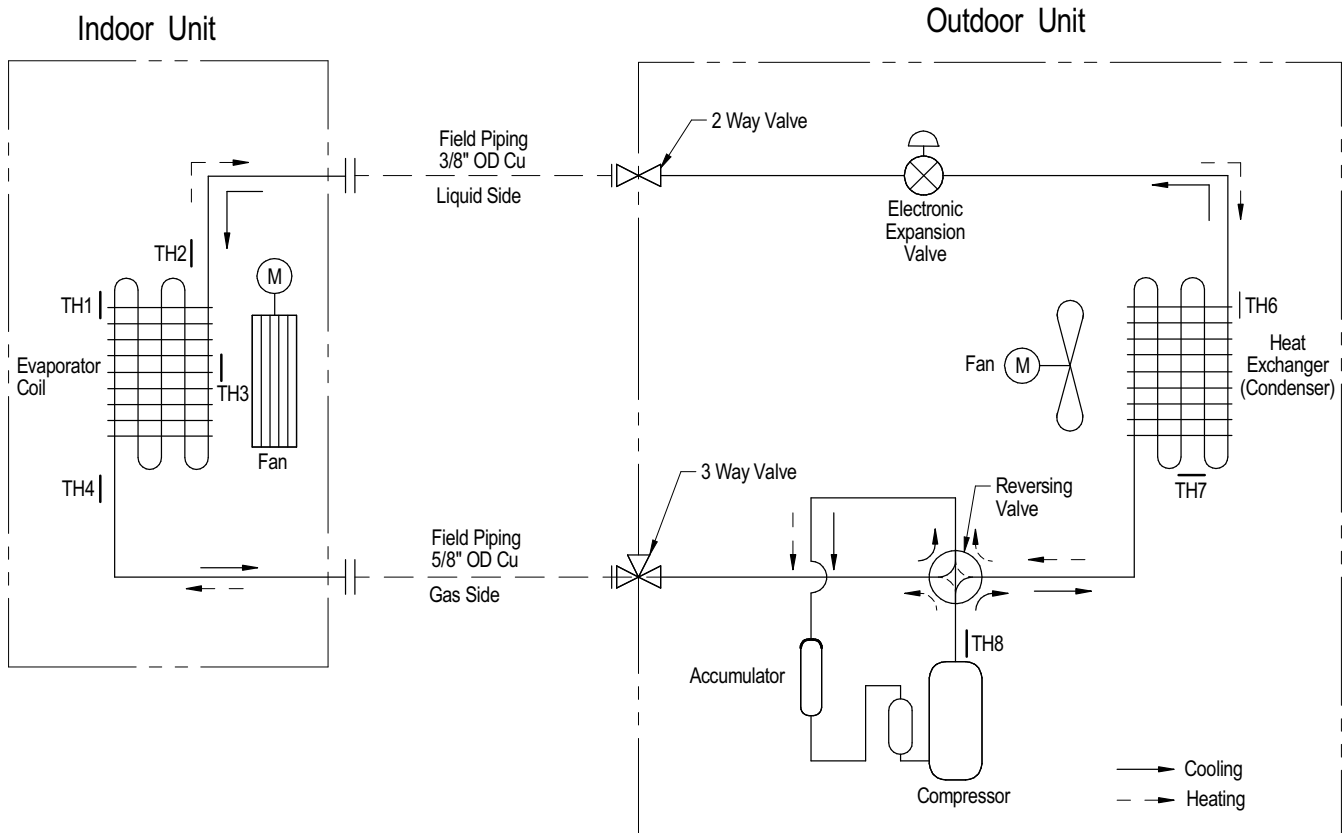 Indoor Unit
Outdoor Unit
2 Way Valve
Field Piping
3/8" OD Cu
Liquid Side
Electronic
Expansion
Valve
TH2
M
TH1
TH6
Evaporator
Coil
TH3
Fan
Fan
M
Heat
Exchanger
(Condenser)
TH4
3 Way Valve
Reversing
Valve
TH7
Field Piping
5/8" OD Cu
Gas Side
TH8
Accumulator
Compressor
Cooling
Heating